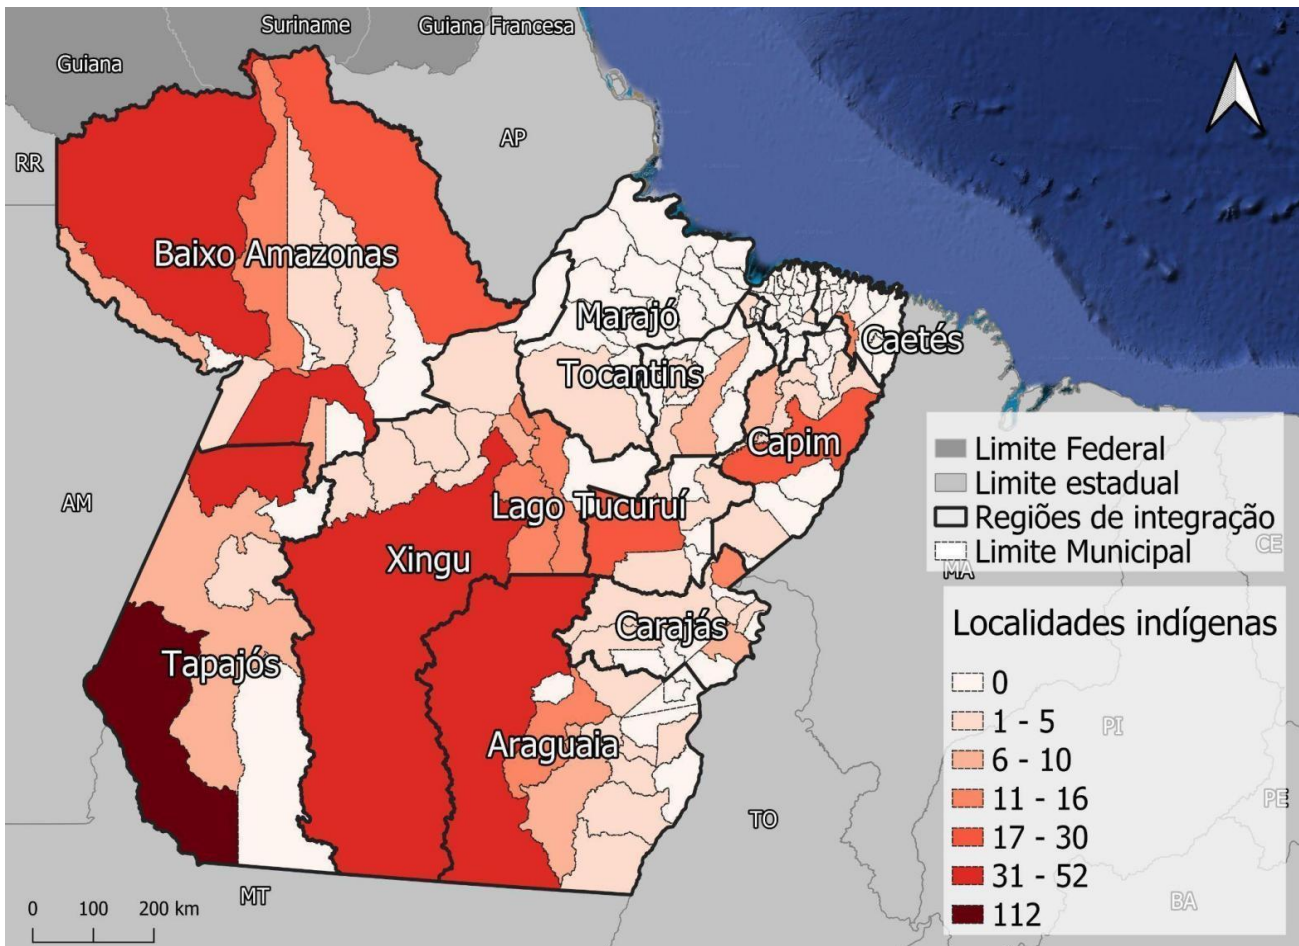 Suriname
Guiana Francesa
Guiana
RR
AP
Baixo Amazonas
Marajó
Caetés
Tocantins
Capim
AM
Lago Tucuruí
Xingu
Carajás
Tapajós
Araguaia
TO
MT
MA
CE
PI
PE
BA
Limite Federal
Limite estadual
Regiões de integração
Limite Municipal
Localidades indígenas
0
1 - 5
6 - 10
11 - 16
17 - 30
31 - 52
112
0 100 200 km